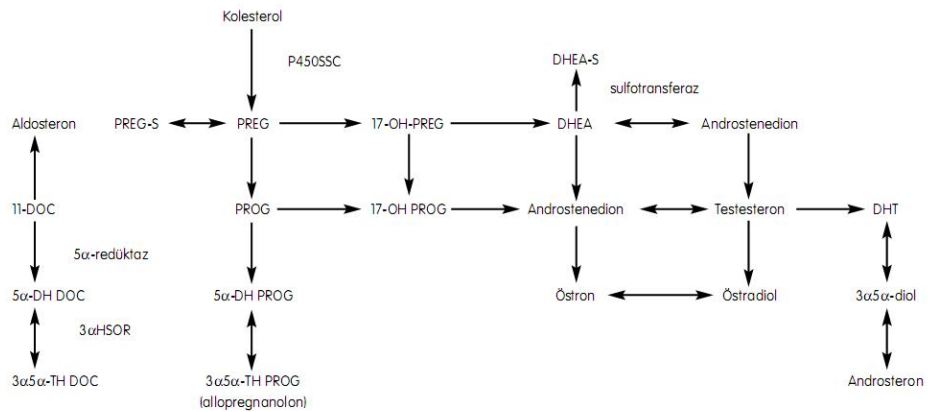 Kolesterol
P450SSC
DHEA-S
sulfotransferaz
Aldosteron PREG-S PREG 17-OH-PREG DHEA Androstenedion
11-DOC PROG 17-OH PROG Androstenedion Testesteron DHT
5α-redüktaz
5α-DH DOC 5α-DH PROG Östron Östradiol 3α5α-diol
3αHSOR
3α5α-TH DOC 3α5α-TH PROG Androsteron
(allopregnanolon)